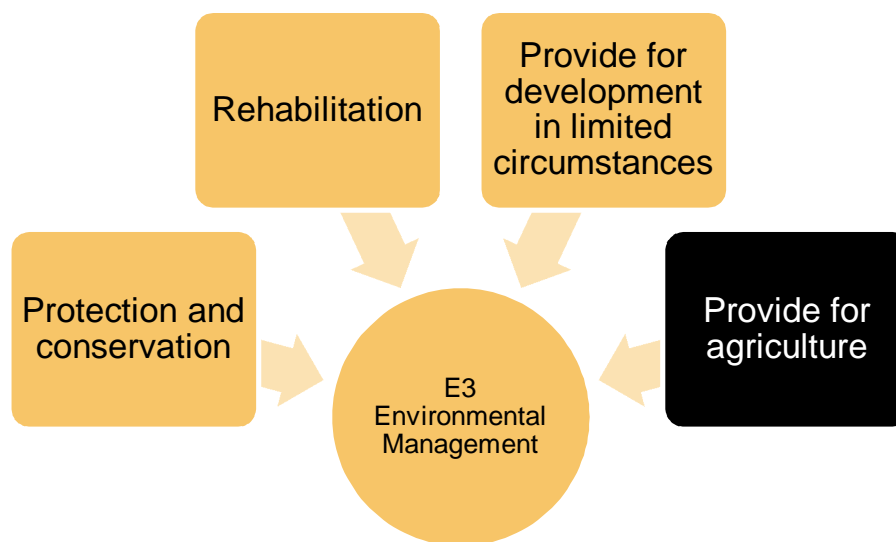 Protection and
conservation
Rehabilitation
Provide for
development
in limited
circumstances
Provide for
agriculture
E3
Environmental
Management